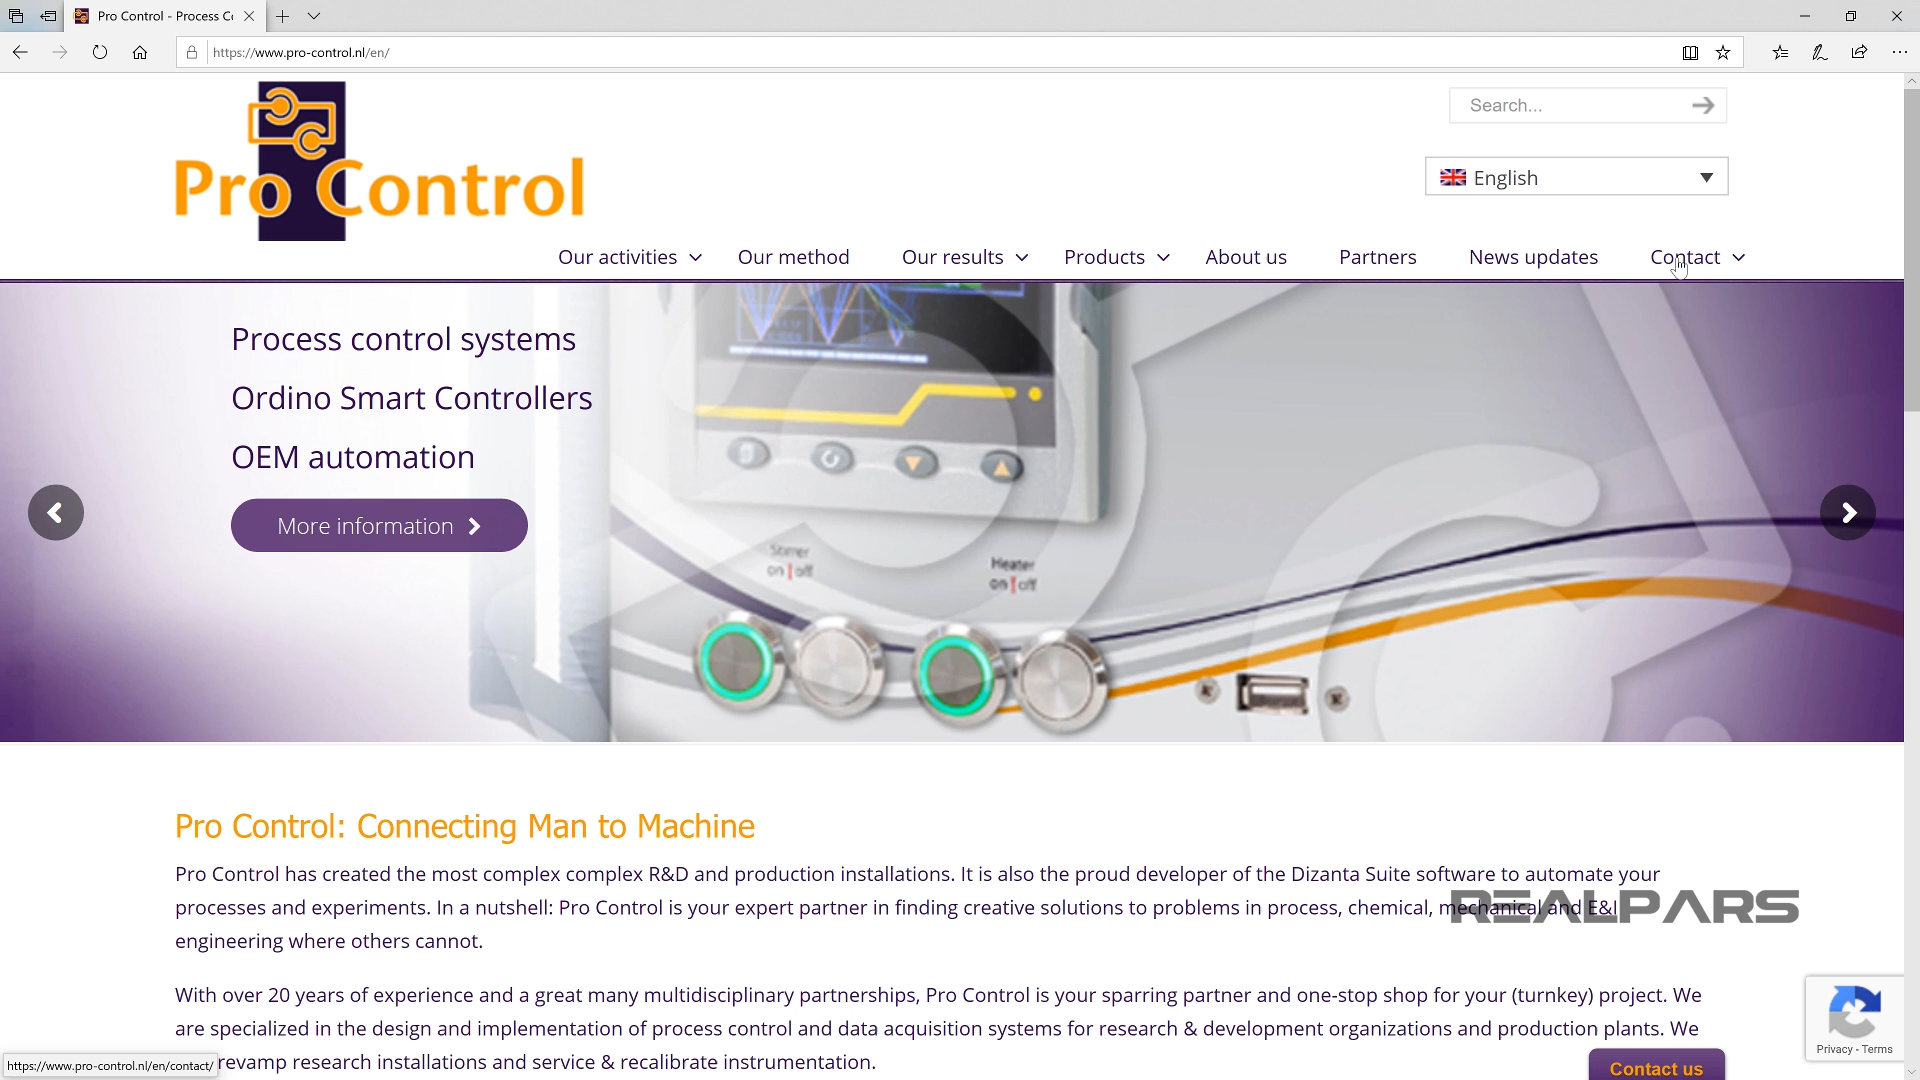 Pro Control - Process Co
https://www.pro-control.nl/en/
Search...
English
Pro Control
Our activities
Our method
Our results
Products
About us
Partners
News updates
Contact
Process control systems
Ordino Smart Controllers
OEM automation
More information
Stirrer
on | off
Heater
on | off
Pro Control: Connecting Man to Machine
Pro Control has created the most complex complex R&D and production installations. It is also the proud developer of the Dizanta Suite software to automate your
processes and experiments. In a nutshell: Pro Control is your expert partner in finding creative solutions to problems in process, chemical, mechanical and E&I
engineering where others cannot.
REALPARS
With over 20 years of experience and a great many multidisciplinary partnerships, Pro Control is your sparring partner and one-stop shop for your (turnkey) project. We
are specialized in the design and implementation of process control and data acquisition systems for research & development organizations and production plants. We
revamp research installations and service & recalibrate instrumentation.
Privacy - Terms
Contact us
https://www.pro-control.nl/en/contact/